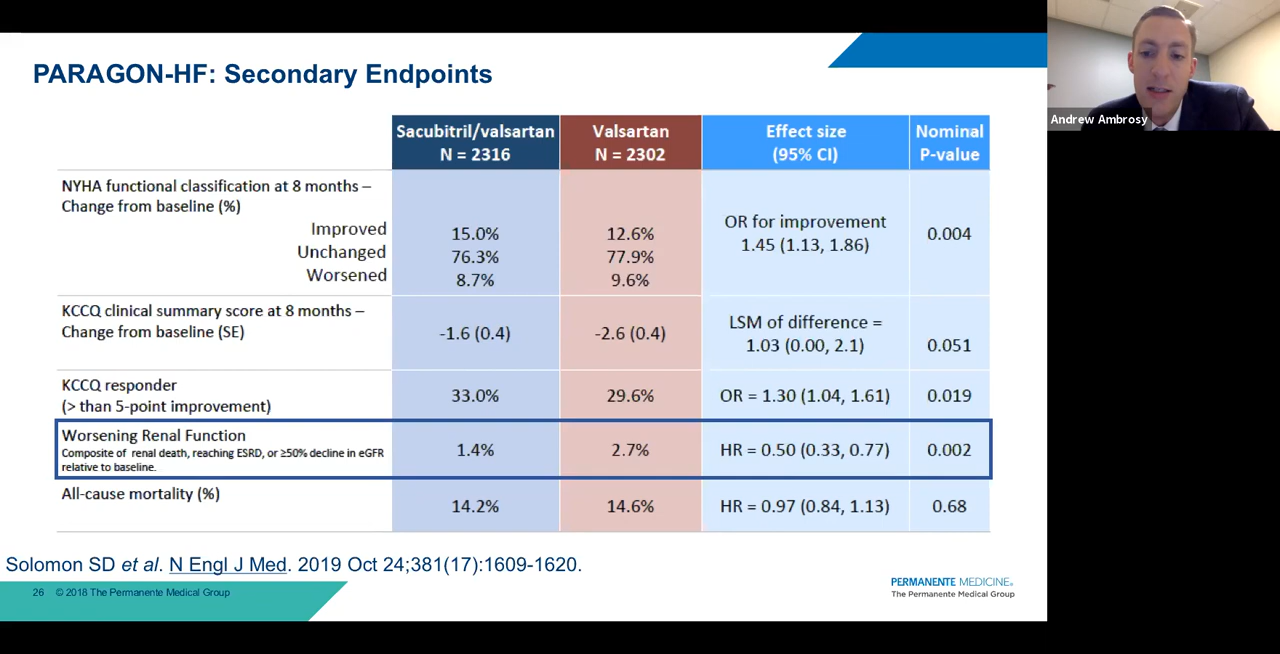 PARAGON-HF: Secondary Endpoints
Andrew Ambrosy
Sacubitril/valsartan
N = 2316
Valsartan
N = 2302
Effect size
(95% CI)
Nominal
P-value
NYHA functional classification at 8 months –
Change from baseline (%)
Improved
Unchanged
Worsened
15.0%
76.3%
8.7%
12.6%
77.9%
9.6%
OR for improvement
1.45 (1.13, 1.86)
0.004
KCCQ clinical summary score at 8 months –
Change from baseline (SE)
-1.6 (0.4)
-2.6 (0.4)
LSM of difference =
1.03 (0.00, 2.1)
0.051
KCCQ responder
(> than 5-point improvement)
33.0%
29.6%
OR = 1.30 (1.04, 1.61)
0.019
Worsening Renal Function
Composite of renal death, reaching ESRD, or ≥50% decline in eGFR
relative to baseline.
1.4%
2.7%
HR = 0.50 (0.33, 0.77)
0.002
All-cause mortality (%)
14.2%
14.6%
HR = 0.97 (0.84, 1.13)
0.68
Solomon SD et al. N Engl J Med. 2019 Oct 24;381(17):1609-1620.
26 © 2018 The Permanente Medical Group
PERMANENTE MEDICINE®
The Permanente Medical Group